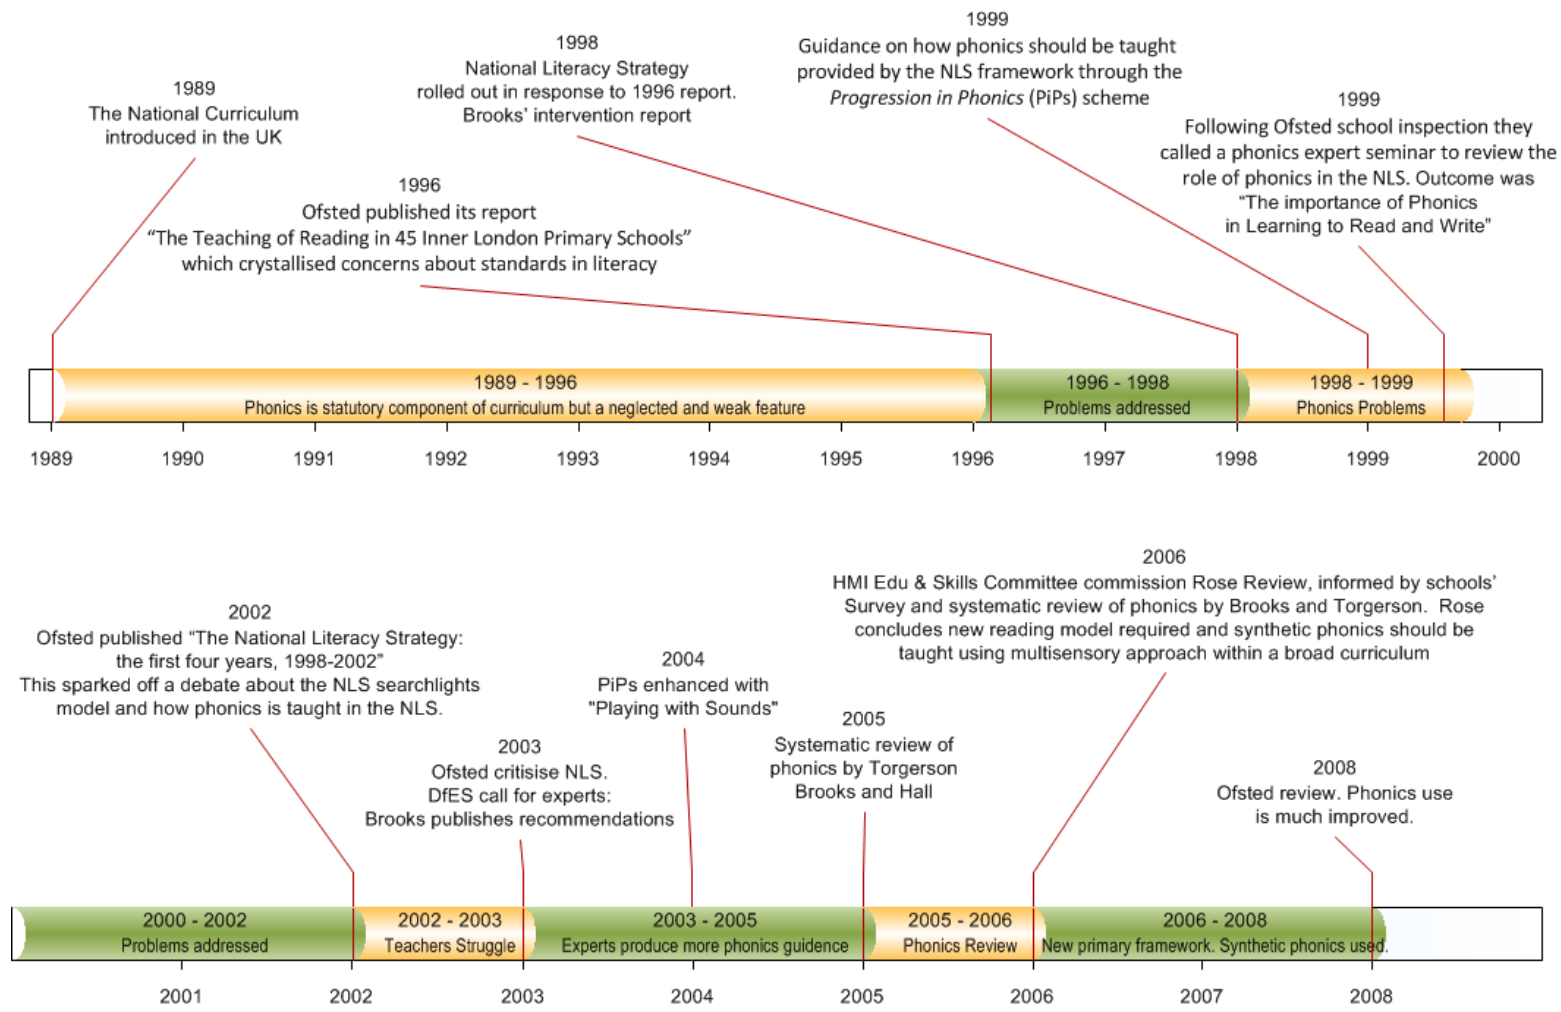 1989
The National Curriculum
introduced in the UK
1996
Ofsted published its report
“The Teaching of Reading in 45 Inner London Primary Schools”
which crystallised concerns about standards in literacy
1998
National Literacy Strategy
rolled out in response to 1996 report.
Brooks’ intervention report
1999
Guidance on how phonics should be taught
provided by the NLS framework through the
Progression in Phonics (PiPs) scheme
1999
Following Ofsted school inspection they
called a phonics expert seminar to review the
role of phonics in the NLS. Outcome was
“The importance of Phonics
in Learning to Read and Write”
1989 - 1996
Phonics is statutory component of curriculum but a neglected and weak feature
1996 - 1998
Problems addressed
1998 - 1999
Phonics Problems
1989 1990 1991 1992 1993 1994 1995 1996 1997 1998 1999 2000
2002
Ofsted published “The National Literacy Strategy:
the first four years, 1998-2002”
This sparked off a debate about the NLS searchlights
model and how phonics is taught in the NLS.
2003
Ofsted critisise NLS.
DfES call for experts:
Brooks publishes recommendations
2004
PiPs enhanced with
"Playing with Sounds"
2005
Systematic review of
phonics by Torgerson
Brooks and Hall
2006
HMI Edu & Skills Committee commission Rose Review, informed by schools’
Survey and systematic review of phonics by Brooks and Torgerson. Rose
concludes new reading model required and synthetic phonics should be
taught using multisensory approach within a broad curriculum
2008
Ofsted review. Phonics use
is much improved.
2000 - 2002
Problems addressed
2002 - 2003
Teachers Struggle
2003 - 2005
Experts produce more phonics guidence
2005 - 2006
Phonics Review
2006 - 2008
New primary framework. Synthetic phonics used.
2001 2002 2003 2004 2005 2006 2007 2008